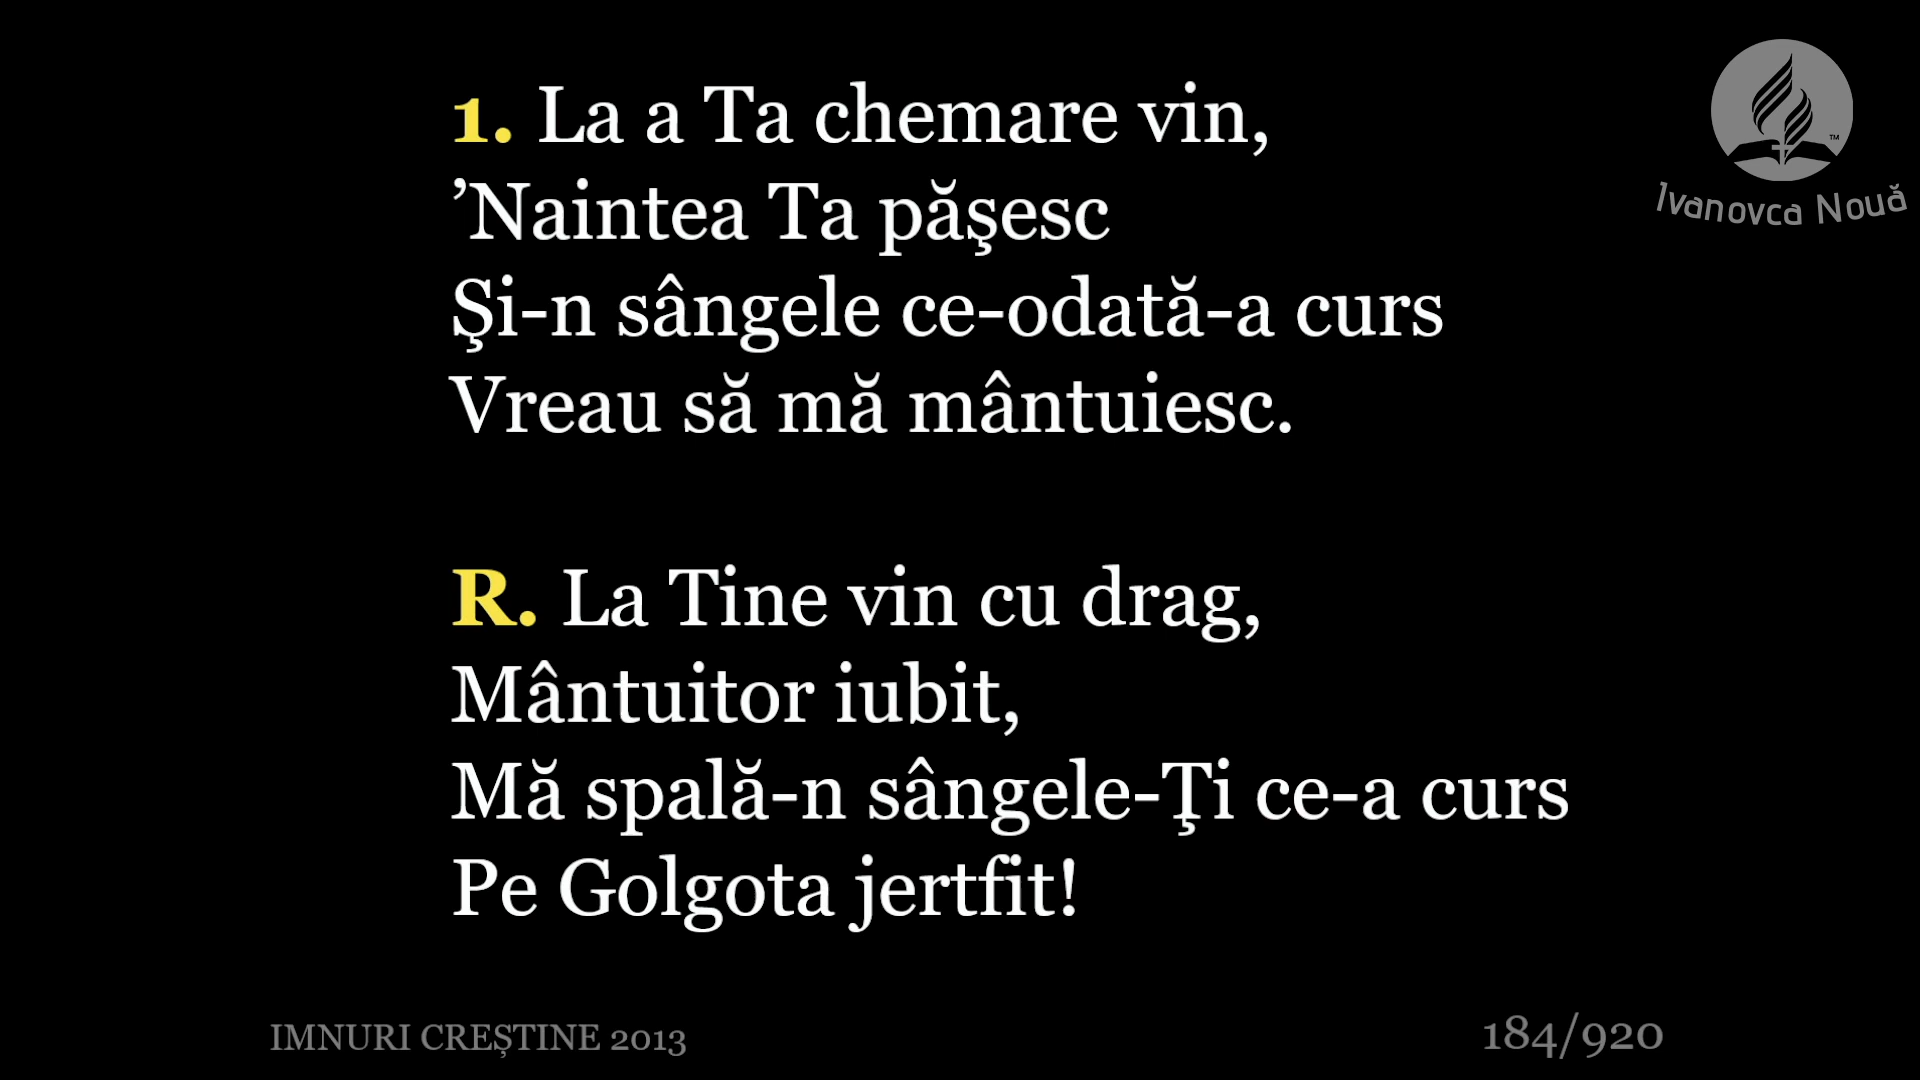 1. La a Ta chemare vin,
’Naintea Ta păşesc
Şi-n sângele ce-odată-a curs
Vreau să mă mântuiesc.
R. La Tine vin cu drag,
Mântuitor iubit,
Mă spală-n sângele-Ţi ce-a curs
Pe Golgota jertfit!
IMNURI CREȘTINE 2013
184/920
TM
Ivanovca Nouă